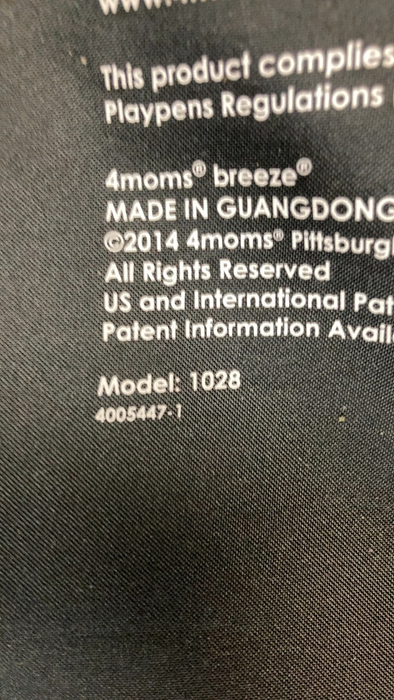 This product complies
Playpens Regulations
4moms® breeze®
MADE IN GUANGDONG
©2014 4moms® Pittsburg
All Rights Reserved
US and International Pat
Patent Information Avail
Model: 1028
4005447-1